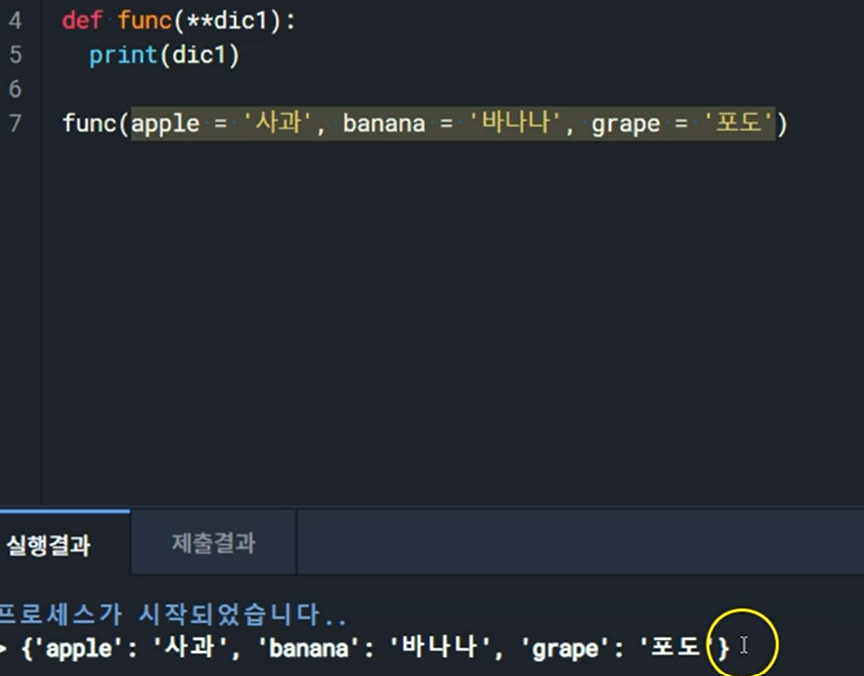 4 def func(**dic1):
5 print(dic1)
6
7 func(apple = '사과', banana = '바나나', grape = '포도')
실행결과 제출결과
프로세스가 시작되었습니다..
> {'apple': '사과', 'banana': '바나나', 'grape': '포도'}